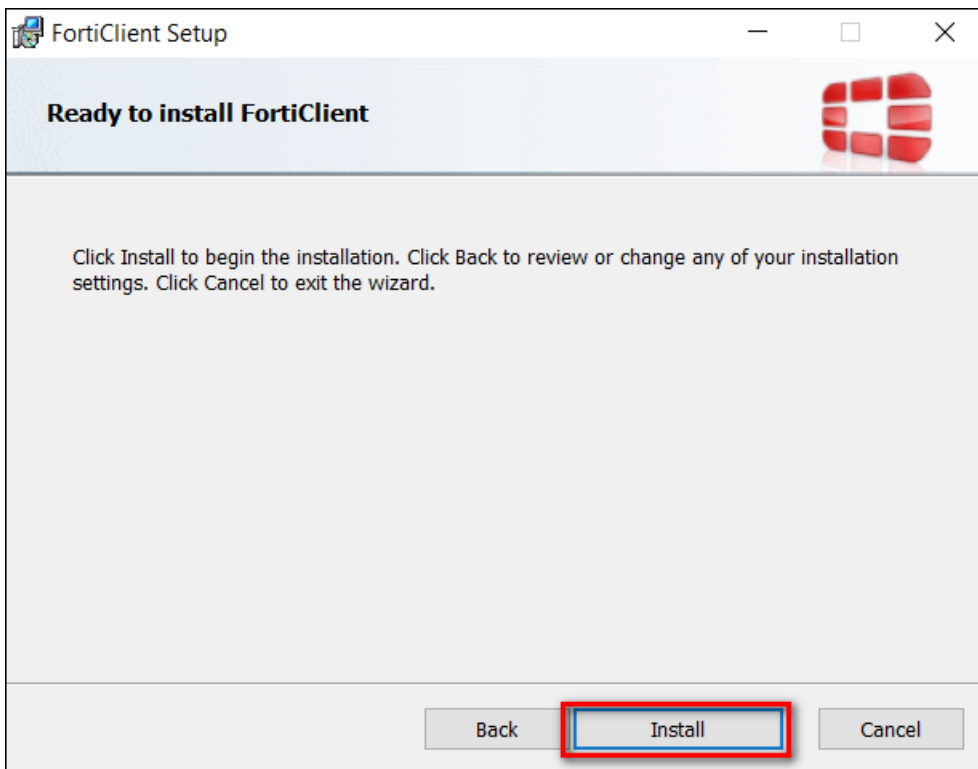 FortiClient Setup
Ready to install FortiClient
Click Install to begin the installation. Click Back to review or change any of your installation
settings. Click Cancel to exit the wizard.
Back Install Cancel